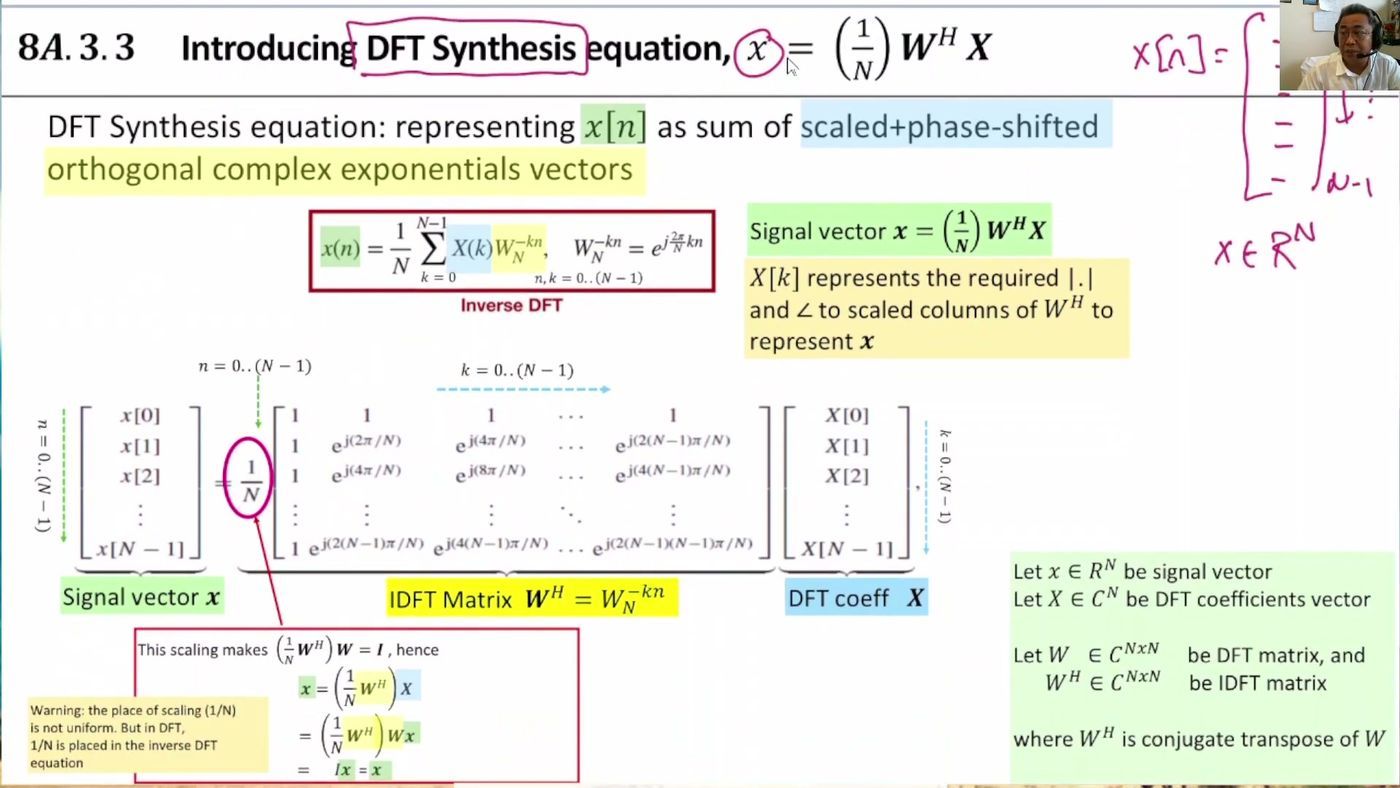 8A.3.3 Introducing DFT Synthesis equation, x = (1/N) W^H X
x[n] =
N-1
x ∈ R^N
DFT Synthesis equation: representing x[n] as sum of scaled+phase-shifted
orthogonal complex exponentials vectors
x(n) = 1/N ∑_{k = 0}^{N-1} X(k)W_N^{-kn}, W_N^{-kn} = e^{j 2π/N kn}
n,k = 0..(N − 1)
Inverse DFT
Signal vector x = (1/N) W^H X
X[k] represents the required |.|
and ∠ to scaled columns of W^H to
represent x
n = 0..(N − 1)
k = 0..(N − 1)
n = 0..(N − 1)
x[0]
x[1]
x[2]
⋮
x[N − 1]
= 1/N
1 1 1 ... 1
1 e^{j(2π/N)} e^{j(4π/N)} ... e^{j(2(N−1)π/N)}
1 e^{j(4π/N)} e^{j(8π/N)} ... e^{j(4(N−1)π/N)}
⋮ ⋮ ⋮ ⋱ ⋮
1 e^{j(2(N−1)π/N)} e^{j(4(N−1)π/N)} ... e^{j(2(N−1)(N−1)π/N)}
X[0]
X[1]
X[2]
⋮
X[N − 1]
,
k = 0..(N − 1)
Signal vector x
IDFT Matrix W^H = W_N^{-kn}
DFT coeff X
This scaling makes (1/N W^H) W = I , hence
x = (1/N W^H) X
= (1/N W^H) Wx
= Ix = x
Warning: the place of scaling (1/N)
is not uniform. But in DFT,
1/N is placed in the inverse DFT
equation
Let x ∈ R^N be signal vector
Let X ∈ C^N be DFT coefficients vector
Let W ∈ C^{NxN} be DFT matrix, and
W^H ∈ C^{NxN} be IDFT matrix
where W^H is conjugate transpose of W